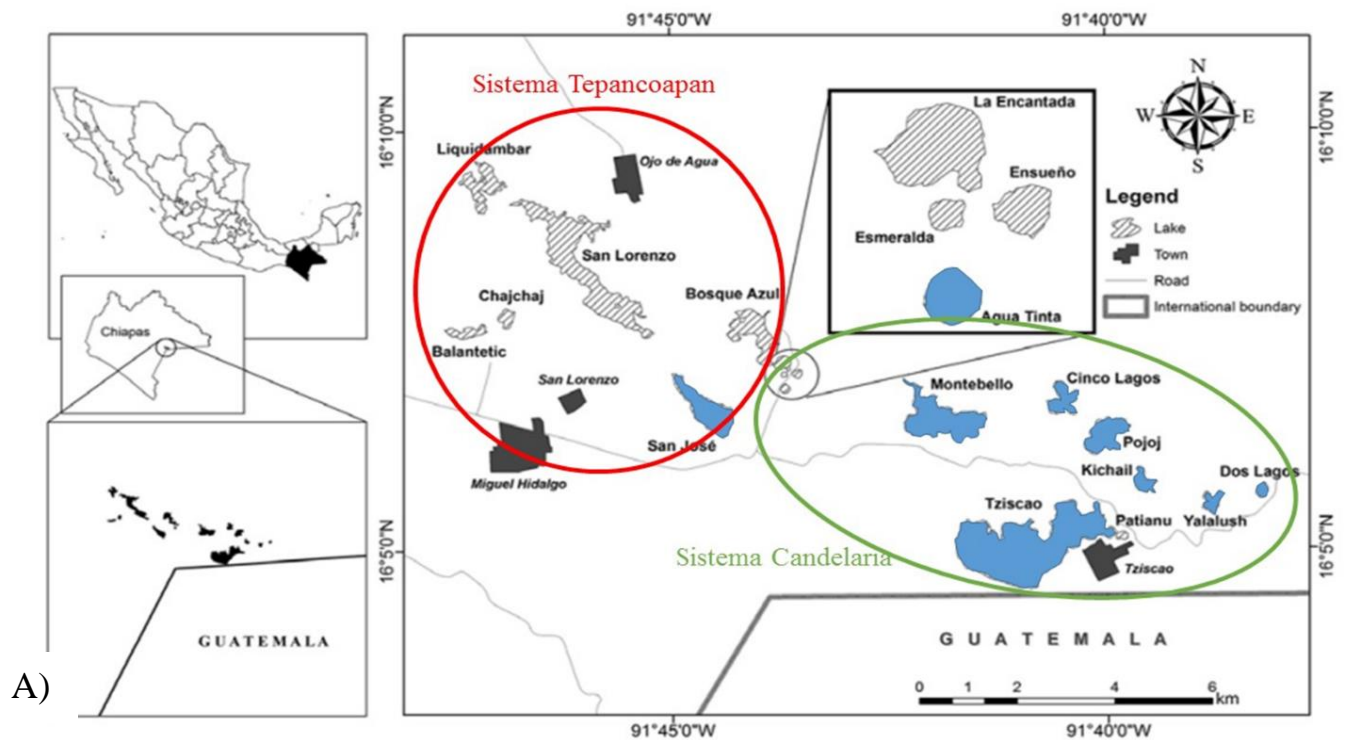 91°45'0"W
91°40'0"W
Sistema Tepancoapan
N
W
E
S
La Encantada
16°10'0"N
16°10'0"N
Liquidambar
Ojo de Agua
Ensueño
Legend
Lake
Town
Road
International boundary
Esmeralda
San Lorenzo
Chajchaj
Bosque Azul
Agua Tinta
Chiapas
Balantetic
San Lorenzo
Montebello
Cinco Lagos
San José
Pojoj
Miguel Hidalgo
Kichail
Dos Lagos
Tziscao
Patianu
Yalalush
16°5'0"N
16°5'0"N
Sistema Candelaria
Tziscao
GUATEMALA
GUATEMALA
A)
0 1 2 4 6
km
91°45'0"W
91°40'0"W